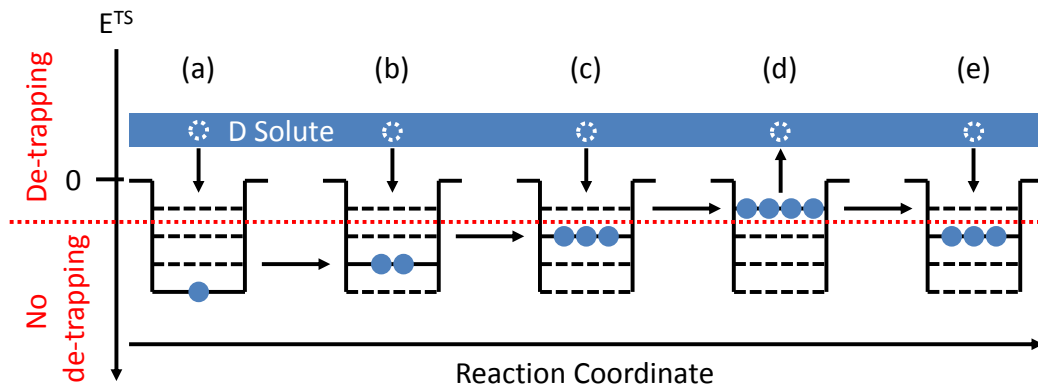 E^TS
(a) (b) (c) (d) (e)
De-trapping
D Solute
0
No
de-trapping
Reaction Coordinate